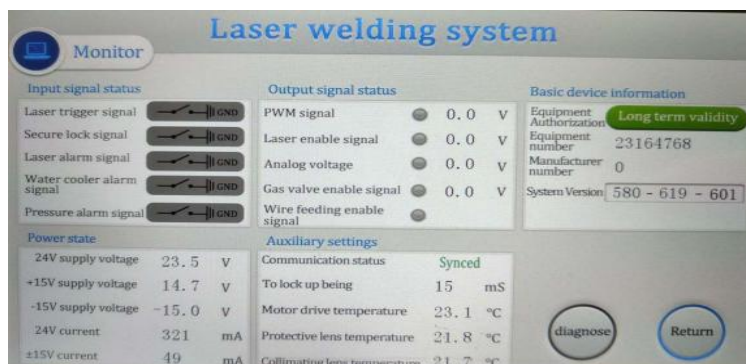 Laser welding system
Monitor
Input signal status
Laser trigger signal GND
Secure lock signal GND
Laser alarm signal GND
Water cooler alarm
signal GND
Pressure alarm signal GND
Output signal status
PWM signal 0.0 V
Laser enable signal 0.0 V
Analog voltage 0.0 V
Gas valve enable signal 0.0 V
Wire feeding enable
signal
Basic device information
Equipment
Authorization Long term validity
Equipment
number 23164768
Manufacturer
number 0
System Version 580 - 619 - 601
Power state
24V supply voltage 23.5 V
+15V supply voltage 14.7 V
-15V supply voltage -15.0 V
24V current 321 mA
±15V current 49 mA
Auxiliary settings
Communication status Synced
To lock up being 15 mS
Motor drive temperature 23.1 ℃
Protective lens temperature 21.8 ℃
Collimating lens temperature 21.7 ℃
diagnose
Return